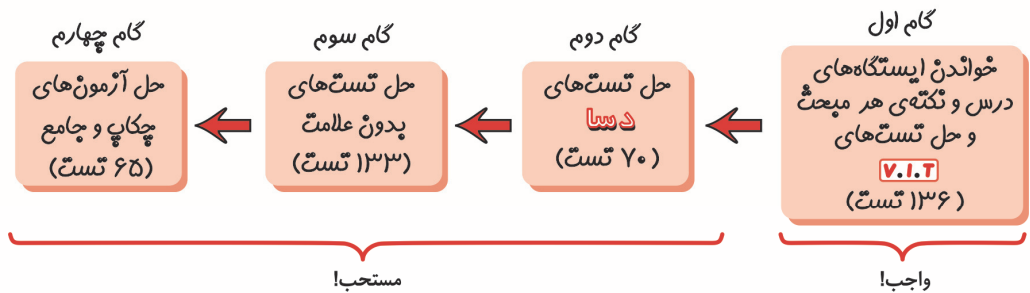 گام اول
خواندن ایستگاه‌های
درس و نکته‌ی هر مبحث
و حل تست‌های
V.I.T
(۱۳۶ تست)
واجب!
گام دوم
حل تست‌های
دسا
(۷۰ تست)
گام سوم
حل تست‌های
بدون علامت
(۱۳۳ تست)
گام چهارم
حل آزمون‌های
چکاپ و جامع
(۶۵ تست)
مستحب!